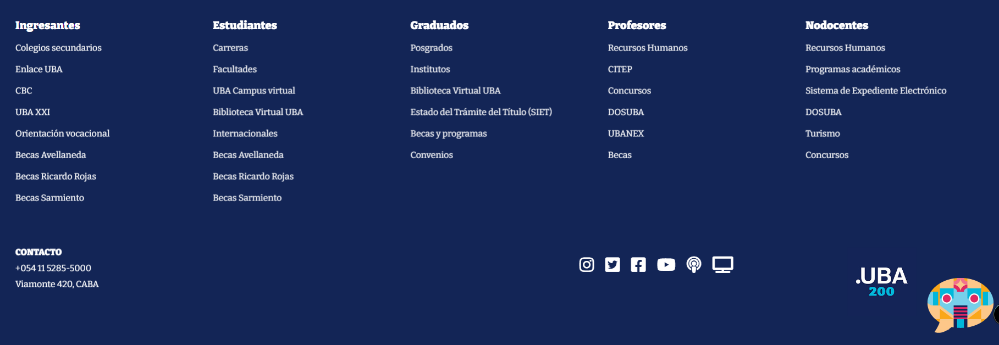 Ingresantes
Colegios secundarios
Enlace UBA
CBC
UBA XXI
Orientación vocacional
Becas Avellaneda
Becas Ricardo Rojas
Becas Sarmiento
Estudiantes
Carreras
Facultades
UBA Campus virtual
Biblioteca Virtual UBA
Internacionales
Becas Avellaneda
Becas Ricardo Rojas
Becas Sarmiento
Graduados
Posgrados
Institutos
Biblioteca Virtual UBA
Estado del Trámite del Título (SIET)
Becas y programas
Convenios
Profesores
Recursos Humanos
CITEP
Concursos
DOSUBA
UBANEX
Becas
Nodocentes
Recursos Humanos
Programas académicos
Sistema de Expediente Electrónico
DOSUBA
Turismo
Concursos
CONTACTO
+054 11 5285-5000
Viamonte 420, CABA
.UBA
200